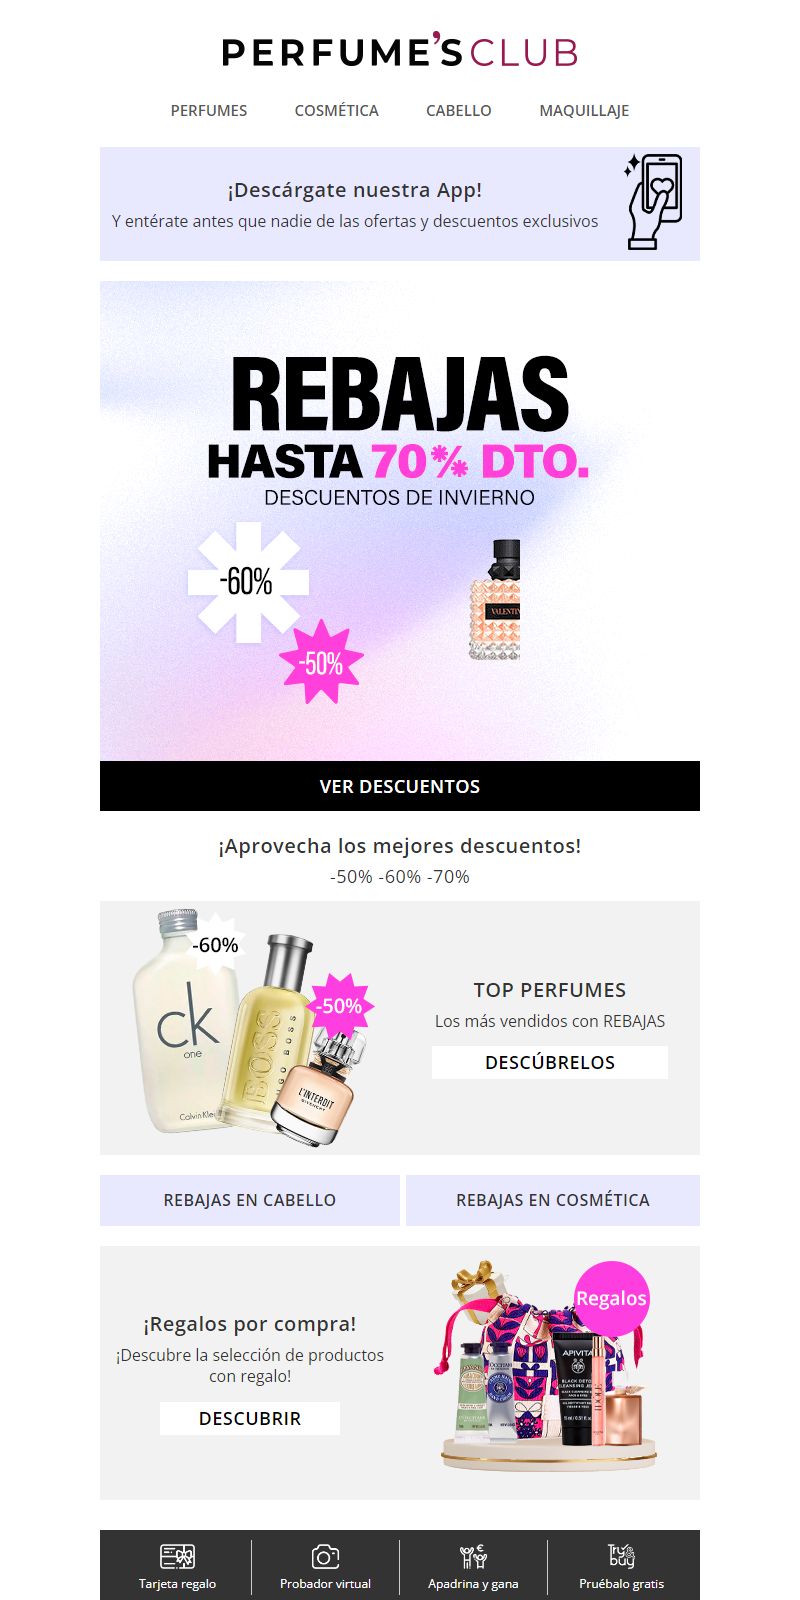 PERFUME'S CLUB
PERFUMES COSMÉTICA CABELLO MAQUILLAJE
¡Descárgate nuestra App!
Y entérate antes que nadie de las ofertas y descuentos exclusivos
REBAJAS
HASTA 70% DTO.
DESCUENTOS DE INVIERNO
-60%
VALENTIN
-50%
VER DESCUENTOS
¡Aprovecha los mejores descuentos!
-50% -60% -70%
-60%
-50%
ck
one
Calvin Kle
BOSS
HUGO BOSS
L'INTERDIT
GIVENCHY
TOP PERFUMES
Los más vendidos con REBAJAS
DESCÚBRELOS
REBAJAS EN CABELLO
REBAJAS EN COSMÉTICA
¡Regalos por compra!
¡Descubre la selección de productos
con regalo!
DESCUBRIR
Regalos
L'OCCITANE
APIVITA
BLACK DETOX
CLEANSING JELLY
Tarjeta regalo
Probador virtual
Apadrina y gana
Try & buy
Pruébalo gratis